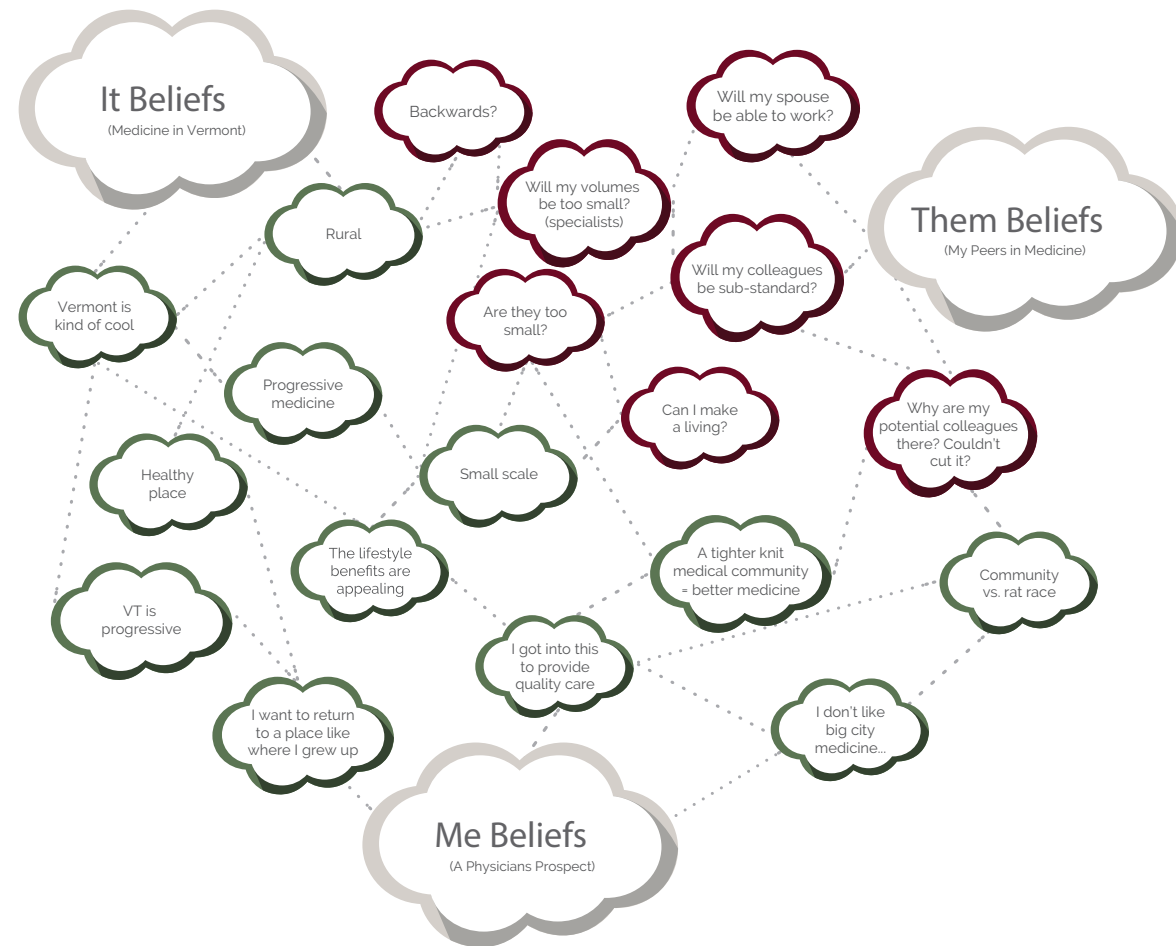 It Beliefs
(Medicine in Vermont)
Backwards?
Will my spouse
be able to work?
Will my volumes
be too small?
(specialists)
Them Beliefs
(My Peers in Medicine)
Rural
Will my colleagues
be sub-standard?
Vermont is
kind of cool
Are they too
small?
Progressive
medicine
Can I make
a living?
Why are my
potential colleagues
there? Couldn't
cut it?
Healthy
place
Small scale
The lifestyle
benefits are
appealing
A tighter knit
medical community
= better medicine
Community
vs. rat race
VT is
progressive
I got into this
to provide
quality care
I want to return
to a place like
where I grew up
I don't like
big city
medicine...
Me Beliefs
(A Physicians Prospect)